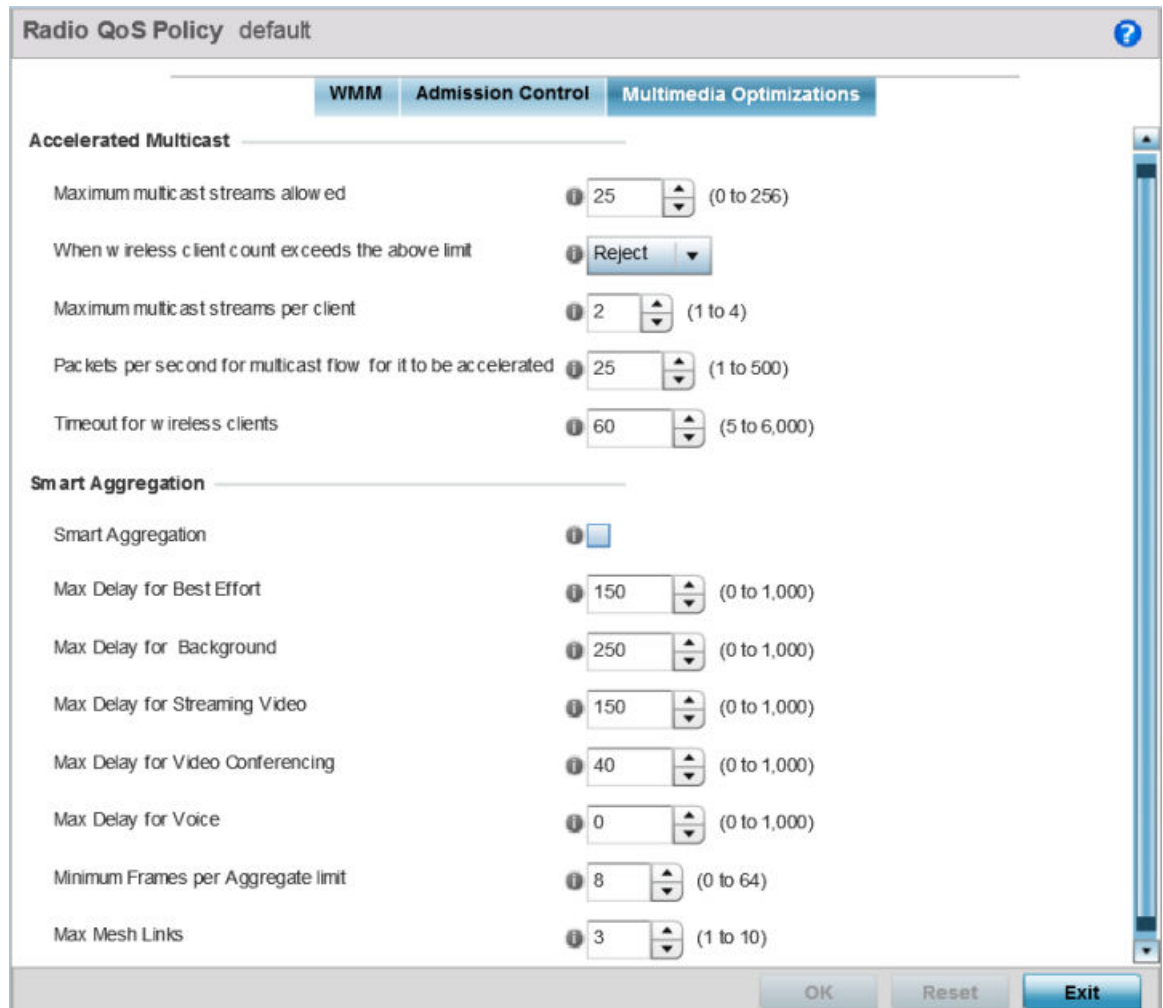 Radio QoS Policy default
WMM Admission Control Multimedia Optimizations
Accelerated Multicast
Maximum multicast streams allowed 25 (0 to 256)
When wireless client count exceeds the above limit Reject
Maximum multicast streams per client 2 (1 to 4)
Packets per second for multicast flow for it to be accelerated 25 (1 to 500)
Timeout for wireless clients 60 (5 to 6,000)
Smart Aggregation
Smart Aggregation
Max Delay for Best Effort 150 (0 to 1,000)
Max Delay for Background 250 (0 to 1,000)
Max Delay for Streaming Video 150 (0 to 1,000)
Max Delay for Video Conferencing 40 (0 to 1,000)
Max Delay for Voice 0 (0 to 1,000)
Minimum Frames per Aggregate limit 8 (0 to 64)
Max Mesh Links 3 (1 to 10)
OK Reset Exit